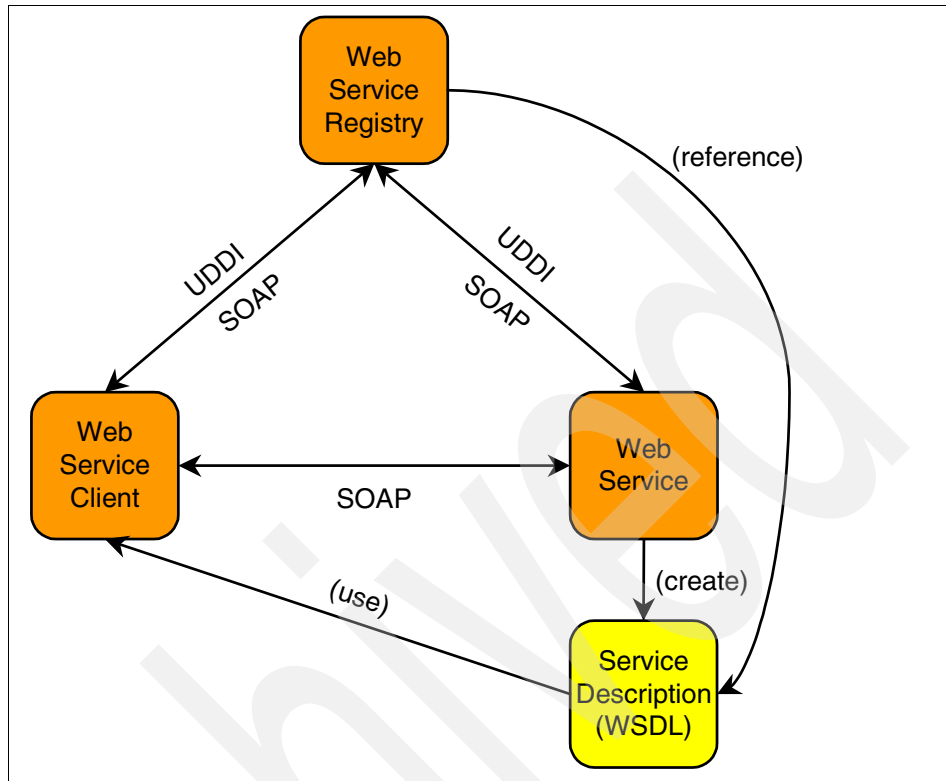 Web
Service
Registry
(reference)
UDDI
SOAP
UDDI
SOAP
Web
Service
Client
SOAP
Web
Service
(use)
(create)
Service
Description
(WSDL)
hived